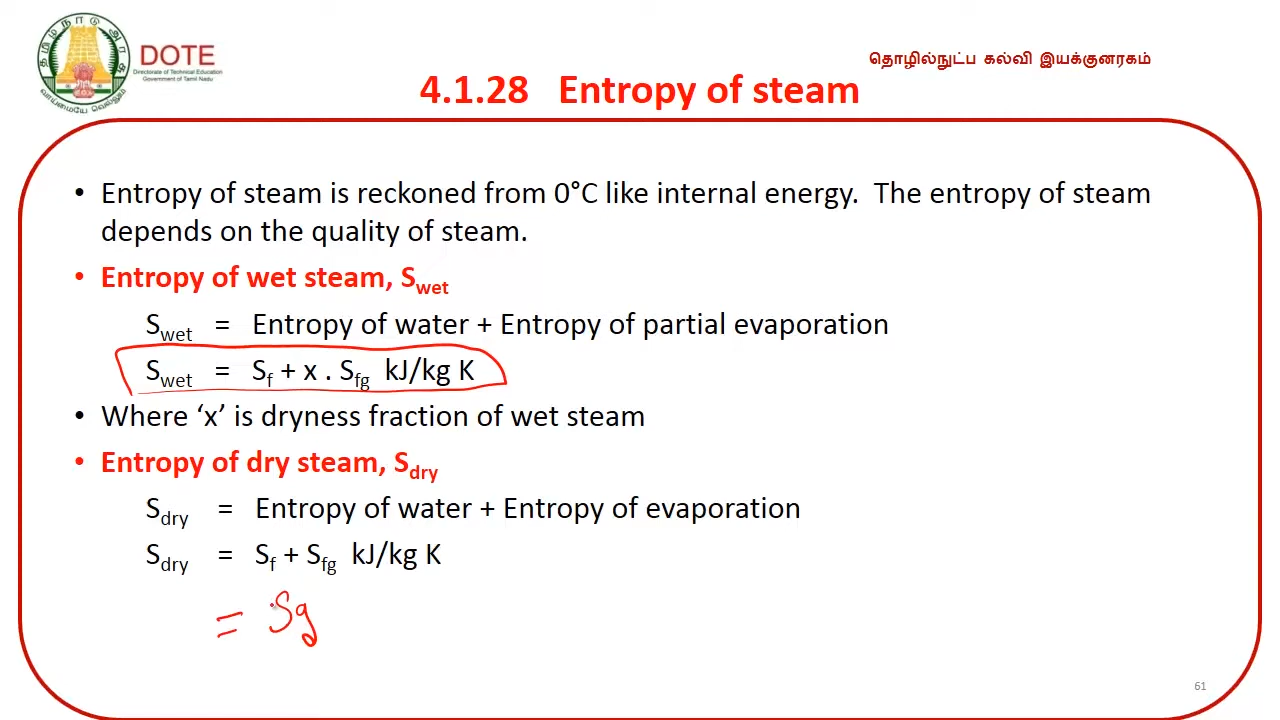 தமிழ்நாடு அரசு
வாய்மையே வெல்லும்
DOTE
Directorate of Technical Education
Government of Tamil Nadu
தொழில்நுட்ப கல்வி இயக்குனரகம்
4.1.28 Entropy of steam
• Entropy of steam is reckoned from 0°C like internal energy. The entropy of steam
depends on the quality of steam.
• Entropy of wet steam, Swet
Swet = Entropy of water + Entropy of partial evaporation
Swet = Sf + x . Sfg kJ/kg K
• Where ‘x’ is dryness fraction of wet steam
• Entropy of dry steam, Sdry
Sdry = Entropy of water + Entropy of evaporation
Sdry = Sf + Sfg kJ/kg K
= Sg
61